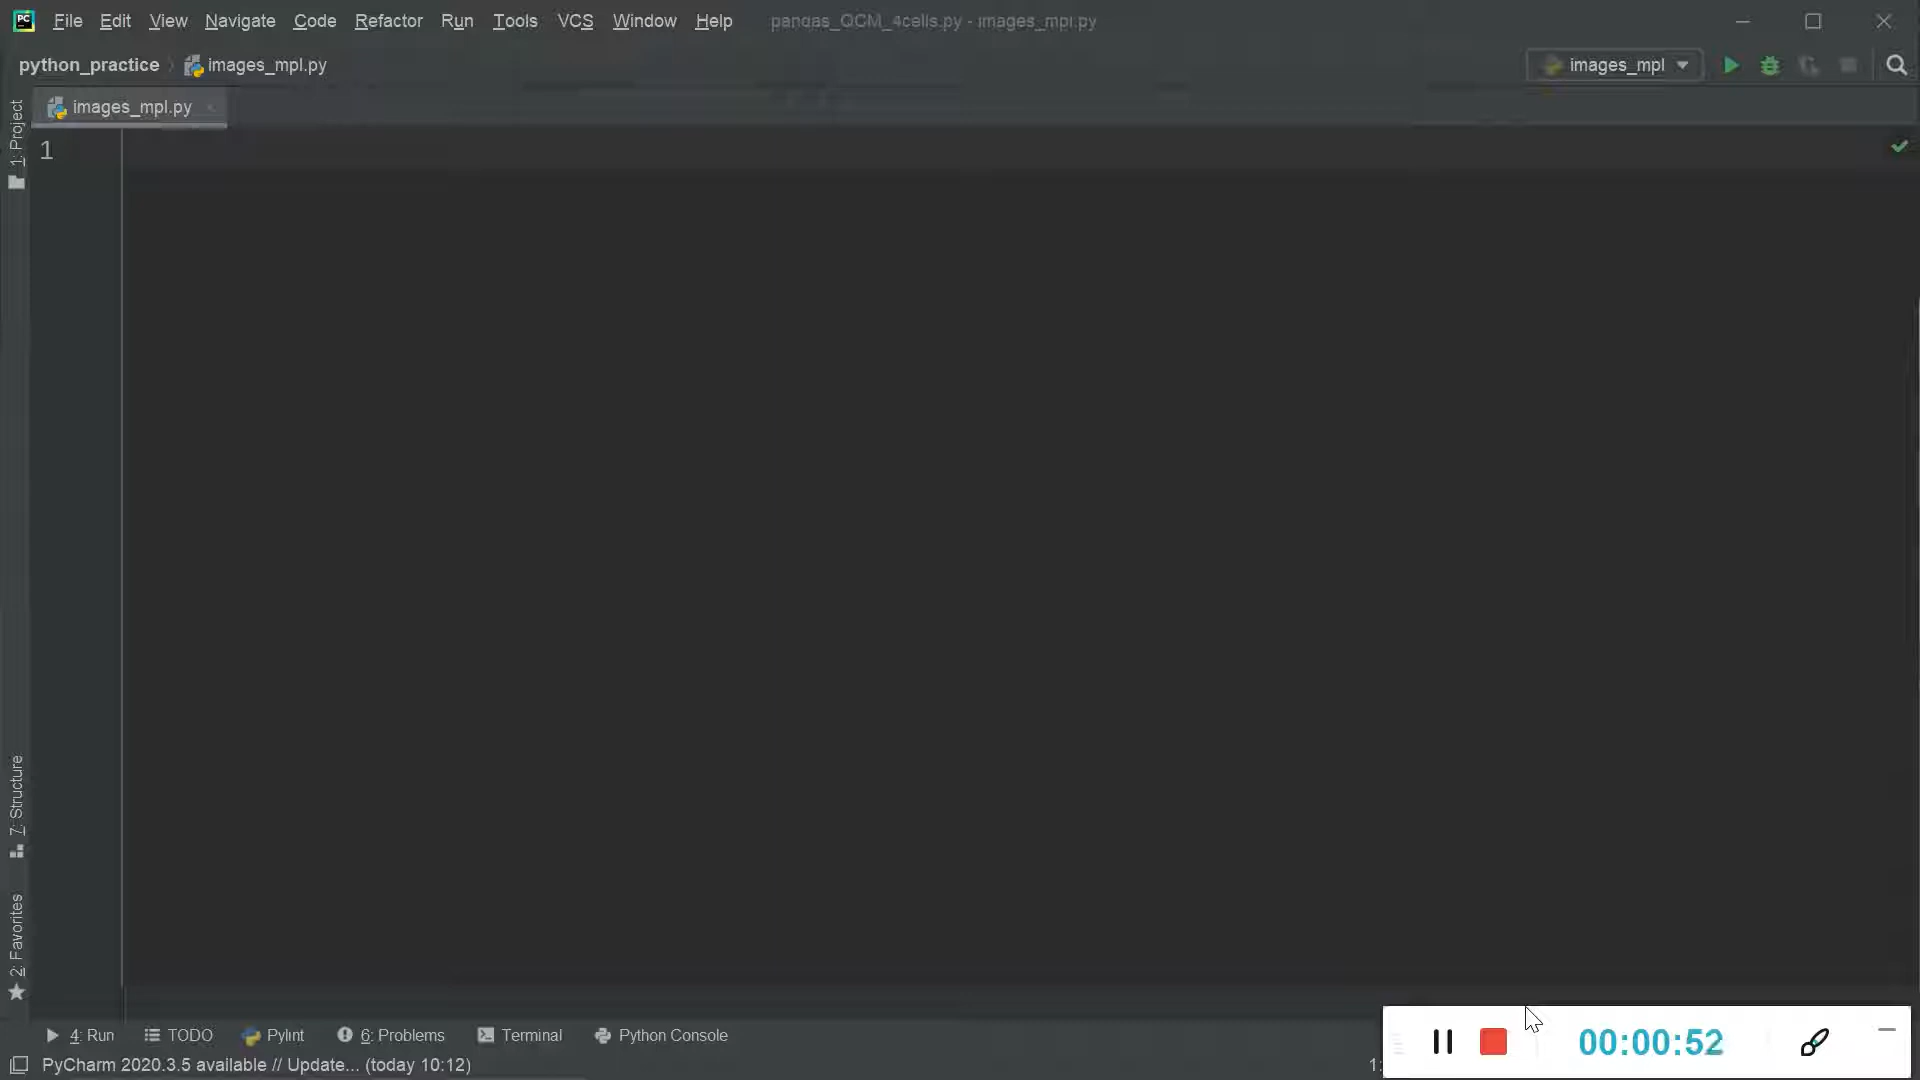 PC File Edit View Navigate Code Refactor Run Tools VCS Window Help pandas_QCM_4cells.py - images_mpl.py
python_practice images_mpl.py images_mpl
images_mpl.py
1: Project
1
7: Structure
2: Favorites
4: Run TODO Pylint 6: Problems Terminal Python Console
PyCharm 2020.3.5 available // Update... (today 10:12) 1:
00:00:52